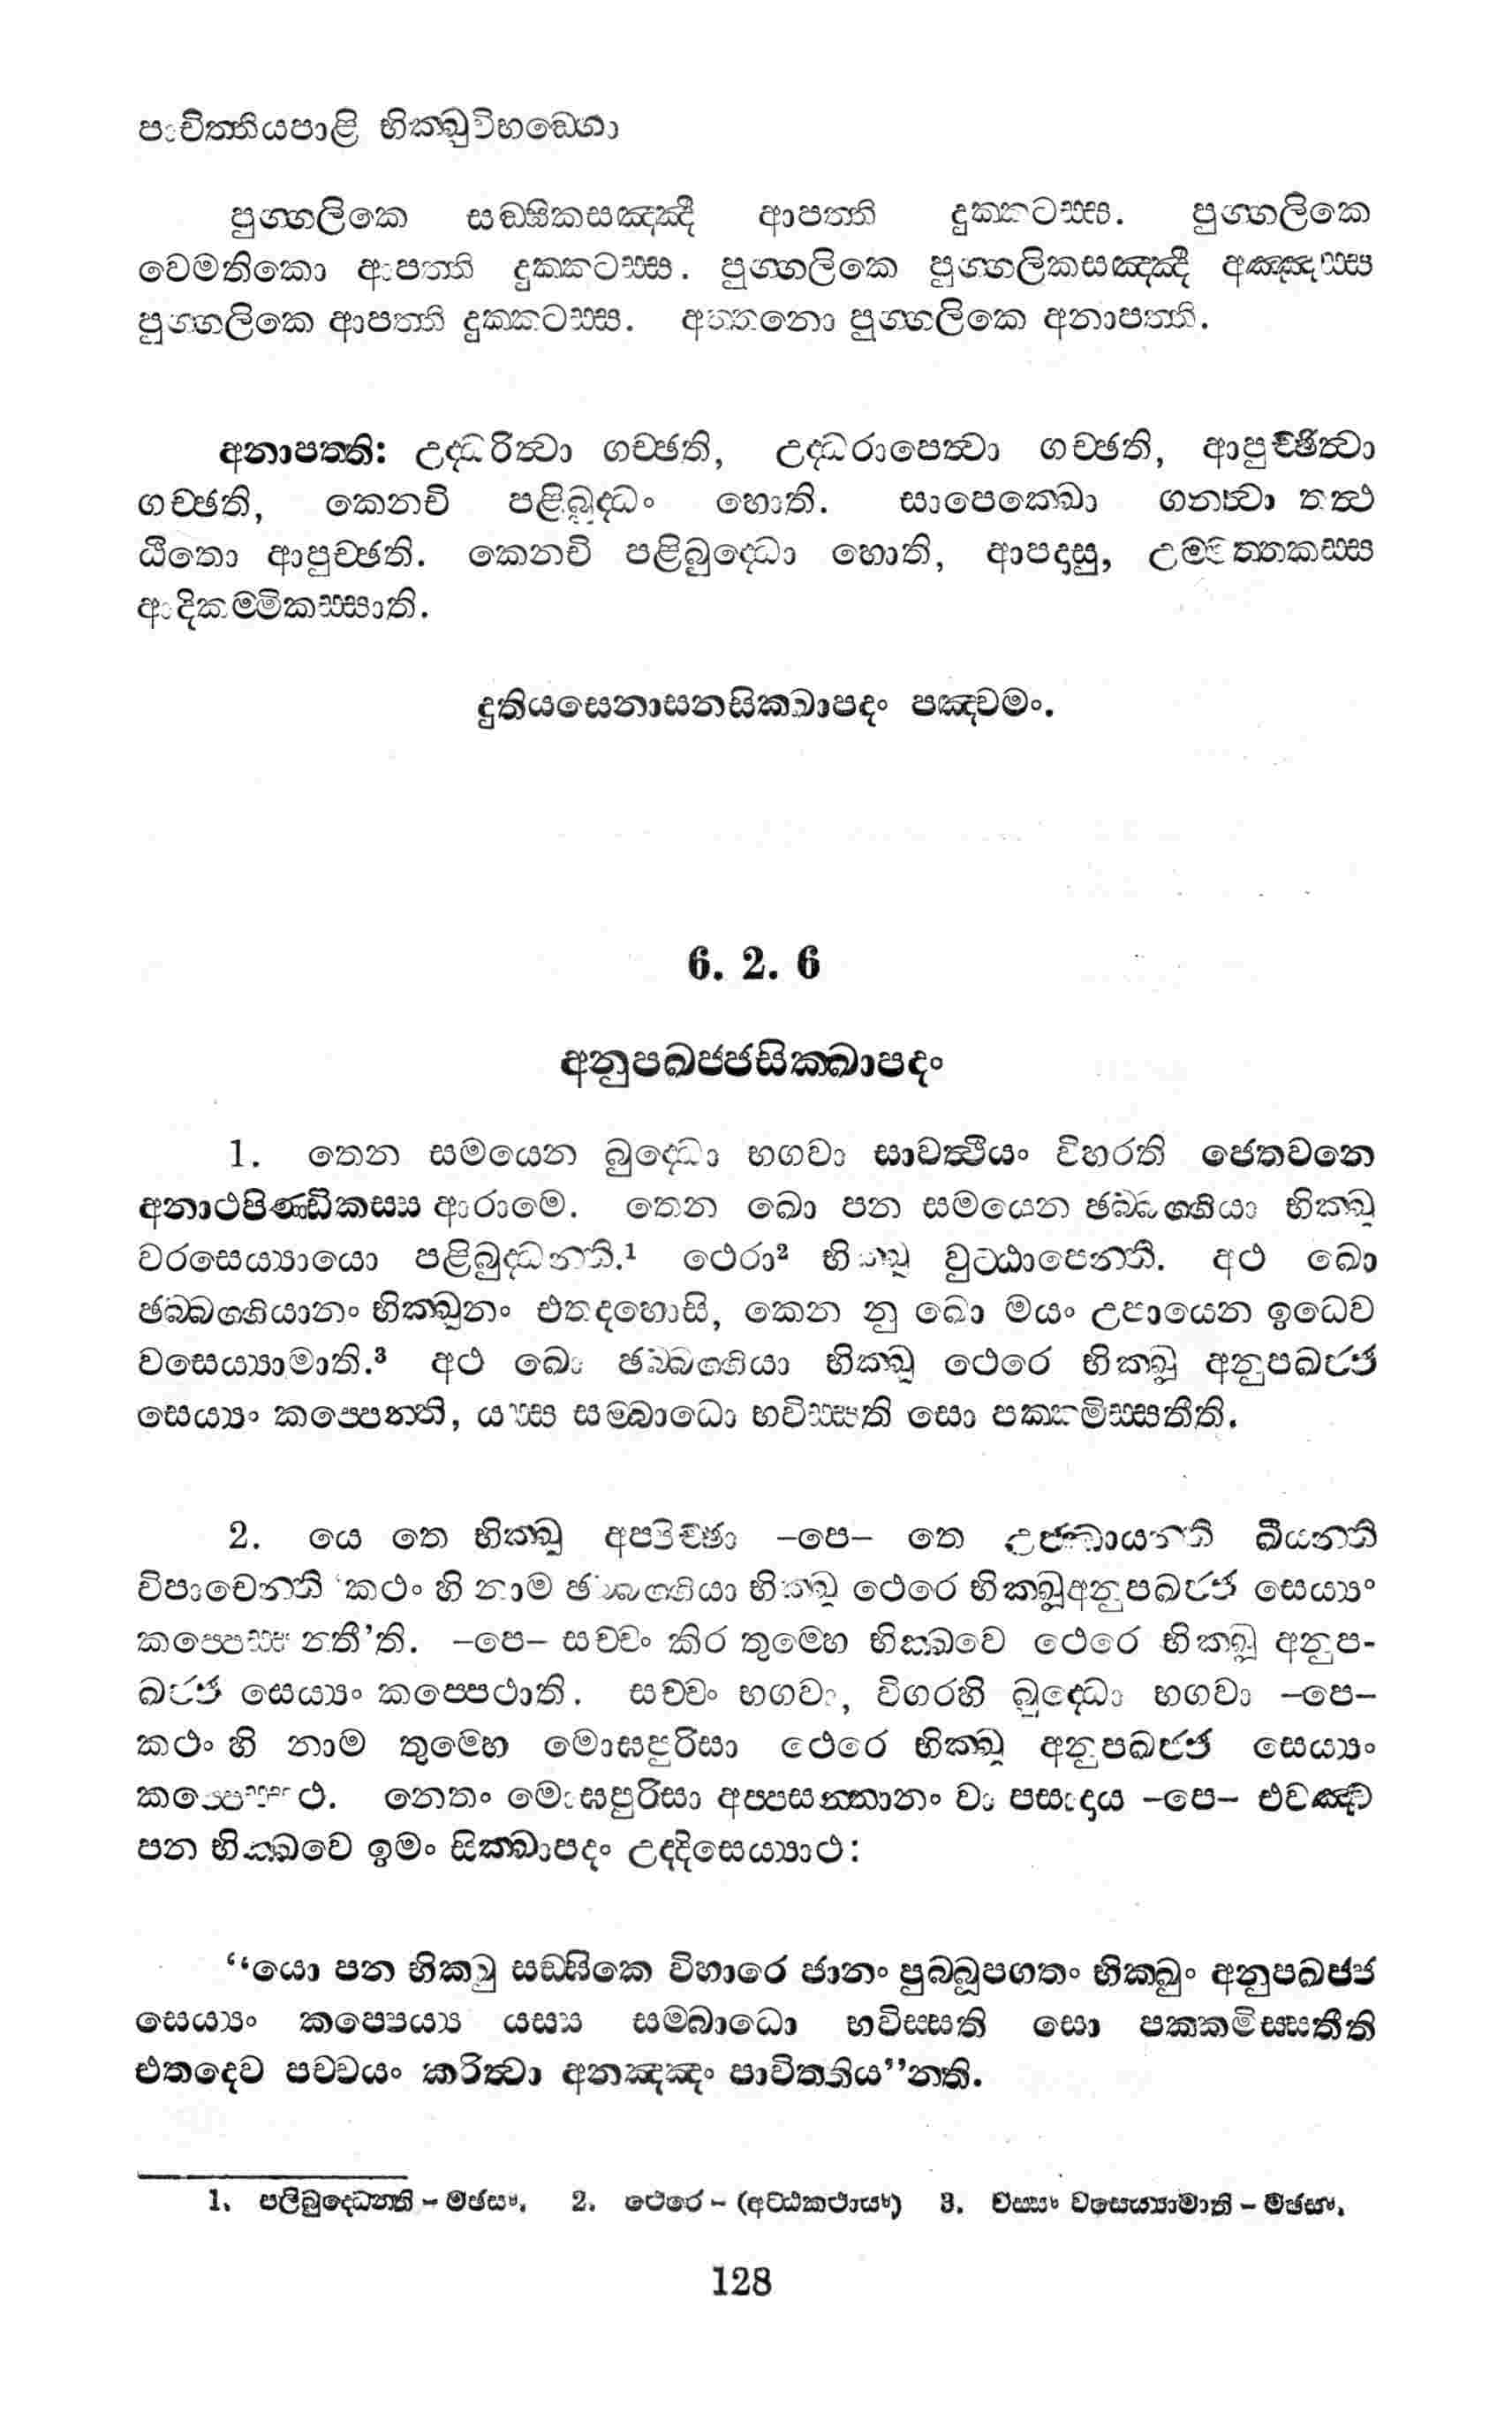 පාචිත්තියපාළි භික්ඛුවිභඞ්ගො
පුග්ගලිකෙ සඞ්ඝිකසඤ්ඤී ආපත්ති දුක්කටස්ස. පුග්ගලිකෙ
වෙමතිකො ආපත්ති දුක්කටස්ස. පුග්ගලිකෙ පුග්ගලිකසඤ්ඤී අඤ්ඤස්ස
පුග්ගලිකෙ ආපත්ති දුක්කටස්ස. අත්තනො පුග්ගලිකෙ අනාපත්ති.
අනාපත්ති: උද්ධරිත්වා ගච්ඡති, උද්ධරාපෙත්වා ගච්ඡති, ආපුච්ඡිත්වා
ගච්ඡති, කෙනචි පළිබුද්ධං හොති. සාපෙක්ඛො ගන්ත්වා තත්ථ
ඨිතො ආපුච්ඡති. කෙනචි පළිබුද්ධො හොති, ආපදාසු, උම්මත්තකස්ස
ආදිකම්මිකස්සාති.
දුතියසෙනාසනසික්ඛාපදං පඤ්චමං.
6. 2. 6
අනුපඛජ්ජසික්ඛාපදං
1. තෙන සමයෙන බුද්ධො භගවා සාවත්ථියං විහරති ජෙතවනෙ
අනාථපිණ්ඩිකස්ස ආරාමෙ. තෙන ඛො පන සමයෙන ඡබ්බග්ගියා භික්ඛූ
වරසෙය්‍යායො පළිබුද්ධන්ති.¹ ථෙරා² භික්ඛූ වුට්ඨාපෙන්ති. අථ ඛො
ඡබ්බග්ගියානං භික්ඛූනං එතදහොසි, කෙන නු ඛො මයං උපායෙන ඉධෙව
වසෙය්‍යාමාති.³ අථ ඛො ඡබ්බග්ගියා භික්ඛූ ථෙරෙ භික්ඛූ අනුපඛජ්ජ
සෙය්‍යං කප්පෙන්ති, යස්ස සම්බාධො භවිස්සති සො පක්කමිස්සතීති.
2. යෙ තෙ භික්ඛූ අප්පිච්ඡා –පෙ– තෙ උජ්ඣායන්ති ඛීයන්ති
විපාචෙන්ති ‘කථං හි නාම ඡබ්බග්ගියා භික්ඛූ ථෙරෙ භික්ඛූ අනුපඛජ්ජ සෙය්‍යං
කප්පෙස්සන්තී’ති. –පෙ– සච්චං කිර තුම්හෙ භික්ඛවෙ ථෙරෙ භික්ඛූ අනුප-
ඛජ්ජ සෙය්‍යං කප්පෙථාති. සච්චං භගවා, විගරහි බුද්ධො භගවා –පෙ–
කථං හි නාම තුම්හෙ මොඝපුරිසා ථෙරෙ භික්ඛූ අනුපඛජ්ජ සෙය්‍යං
කප්පෙස්සථ. නෙතං මොඝපුරිසා අප්පසන්නානං වා පසාදාය –පෙ– එවඤ්ච
පන භික්ඛවෙ ඉමං සික්ඛාපදං උද්දිසෙය්‍යාථ:
“යො පන භික්ඛු සඞ්ඝිකෙ විහාරෙ ජානං පුබ්බූපගතං භික්ඛුං අනුපඛජ්ජ
සෙය්‍යං කප්පෙය්‍ය යස්ස සම්බාධො භවිස්සති සො පක්කමිස්සතීති
එතදෙව පච්චයං කරිත්වා අනඤ්ඤං පාචිත්තිය”න්ති.
1. පලිබුද්ධෙන්ති – මඡසං. 2. ථෙරෙ – (අට්ඨකථායං) 3. වස්සං වසෙය්‍යාමාති – මඡසං.
128